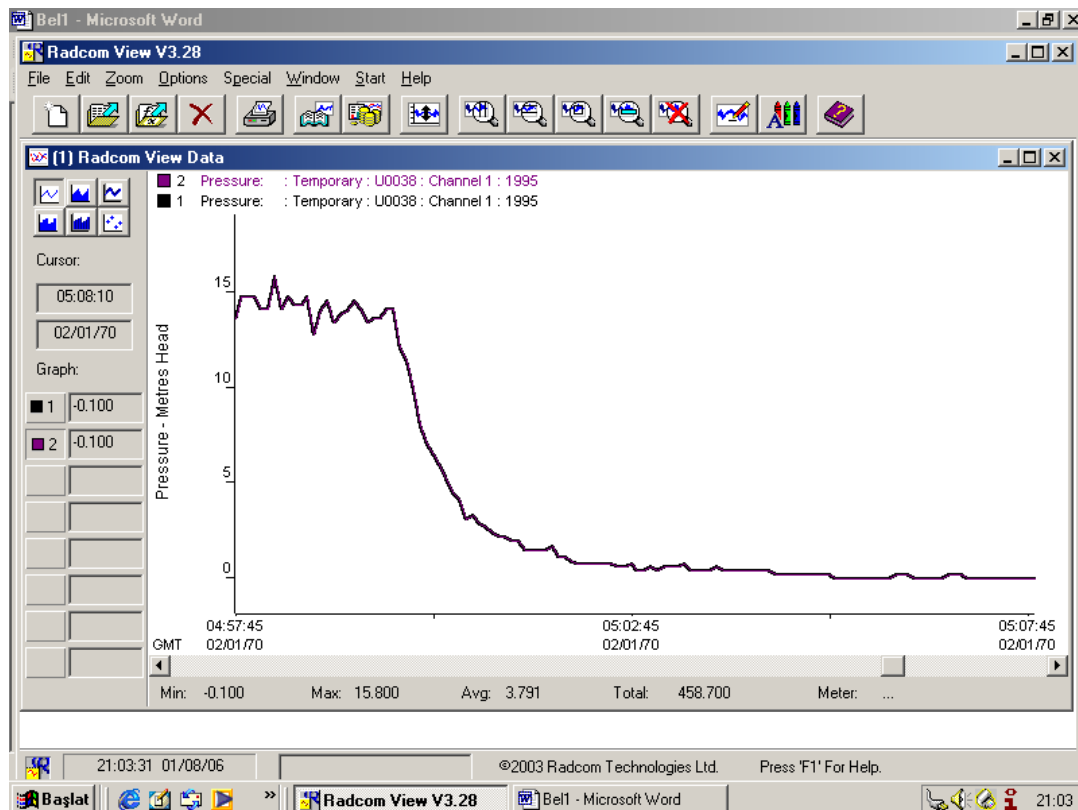 Bel1 - Microsoft Word
Radcom View V3.28
File Edit Zoom Options Special Window Start Help
(1) Radcom View Data
2 Pressure: : Temporary : U0038 : Channel 1 : 1995
1 Pressure: : Temporary : U0038 : Channel 1 : 1995
Cursor:
05:08:10
02/01/70
Graph:
1 -0.100
2 -0.100
Pressure - Metres Head
15
10
5
0
04:57:45 05:02:45 05:07:45
GMT 02/01/70 02/01/70 02/01/70
Min: -0.100 Max: 15.800 Avg: 3.791 Total: 458.700 Meter: ...
21:03:31 01/08/06 ©2003 Radcom Technologies Ltd. Press 'F1' For Help.
Başlat » Radcom View V3.28 Bel1 - Microsoft Word 21:03